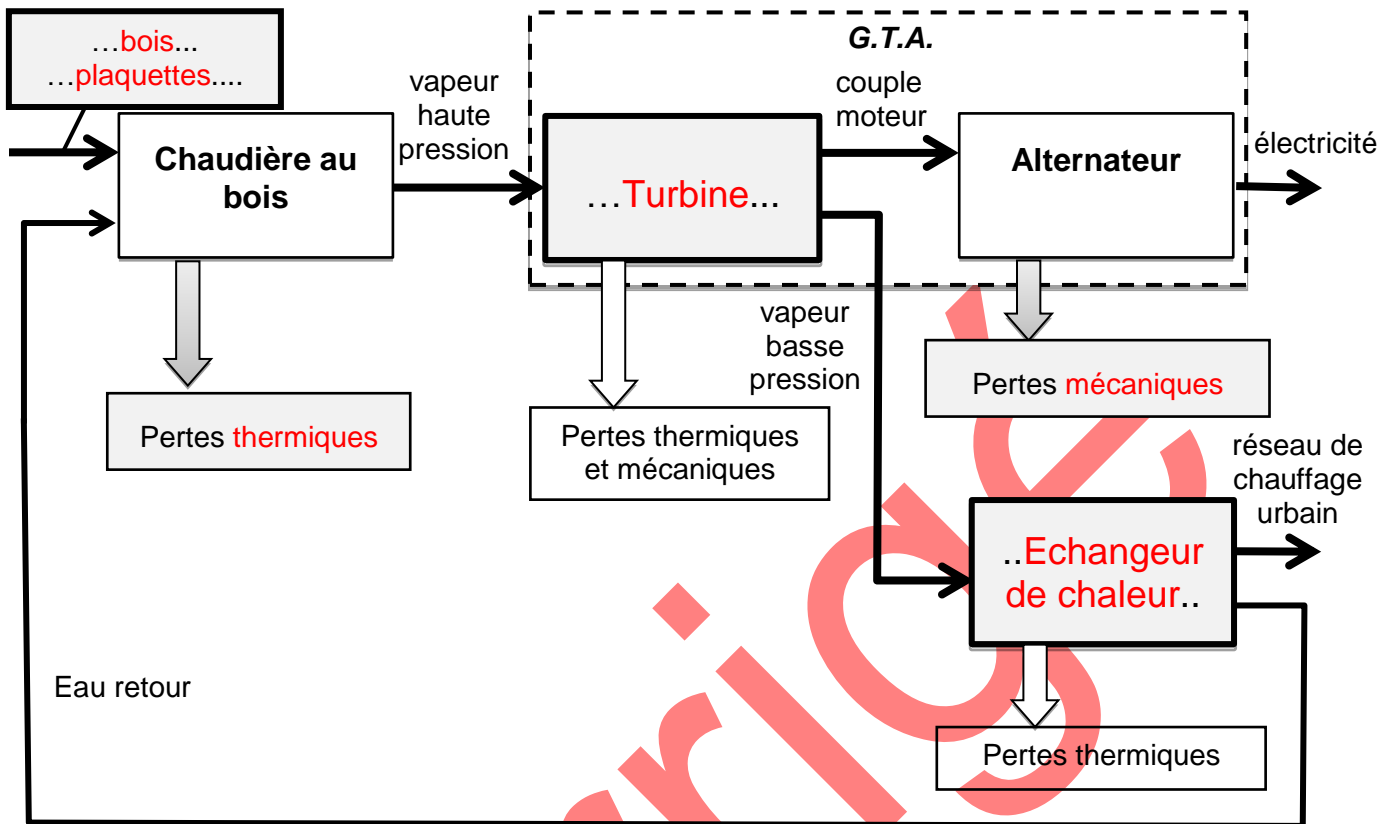 …bois...
…plaquettes....
G.T.A.
vapeur
haute
pression
couple
moteur
électricité
Chaudière au
bois
…Turbine...
Alternateur
vapeur
basse
pression
Pertes thermiques
Pertes thermiques
et mécaniques
Pertes mécaniques
réseau de
chauffage
urbain
..Echangeur
de chaleur..
Eau retour
Pertes thermiques